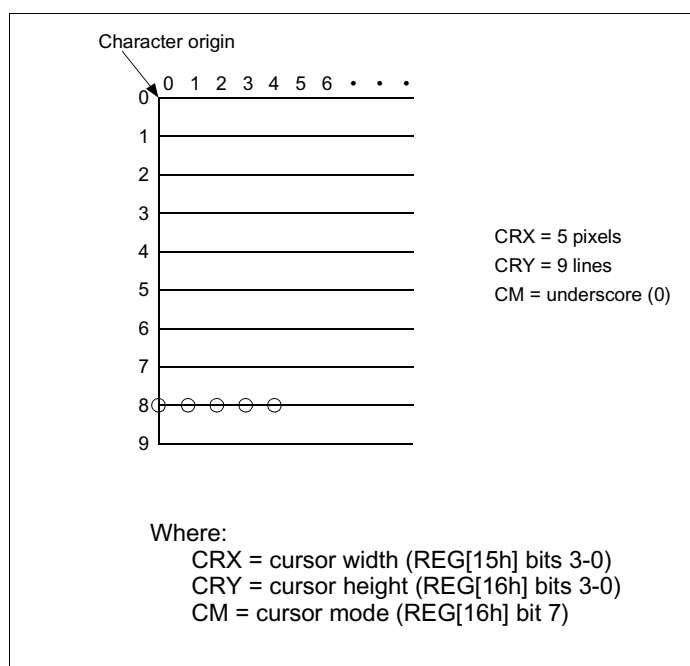 Character origin
0 1 2 3 4 5 6 • • •
0
1
2
3
4
5
6
7
8
9
CRX = 5 pixels
CRY = 9 lines
CM = underscore (0)
Where:
CRX = cursor width (REG[15h] bits 3-0)
CRY = cursor height (REG[16h] bits 3-0)
CM = cursor mode (REG[16h] bit 7)